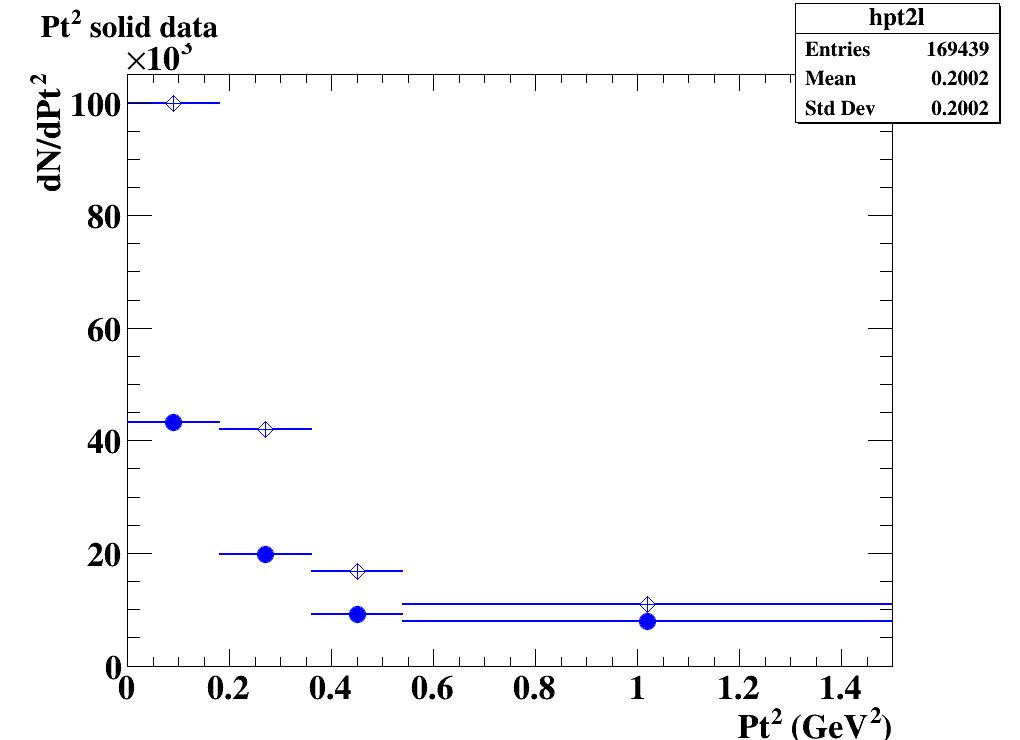 Pt² solid data
×10³
dN/dPt²
hpt2l
Entries 169439
Mean 0.2002
Std Dev 0.2002
100
80
60
40
20
0
0 0.2 0.4 0.6 0.8 1 1.2 1.4
Pt² (GeV²)